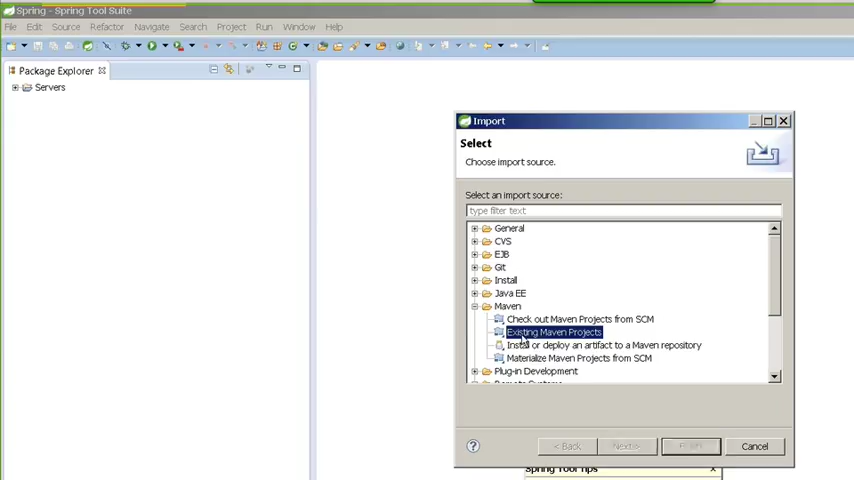 Spring - Spring Tool Suite
File Edit Source Refactor Navigate Search Project Run Window Help
Package Explorer
Servers
Import
Select
Choose import source.
Select an import source:
type filter text
General
CVS
EJB
Git
Install
Java EE
Maven
Check out Maven Projects from SCM
Existing Maven Projects
Install or deploy an artifact to a Maven repository
Materialize Maven Projects from SCM
Plug-in Development
Remote Systems
< Back Next > Finish Cancel
Spring Tool Tips